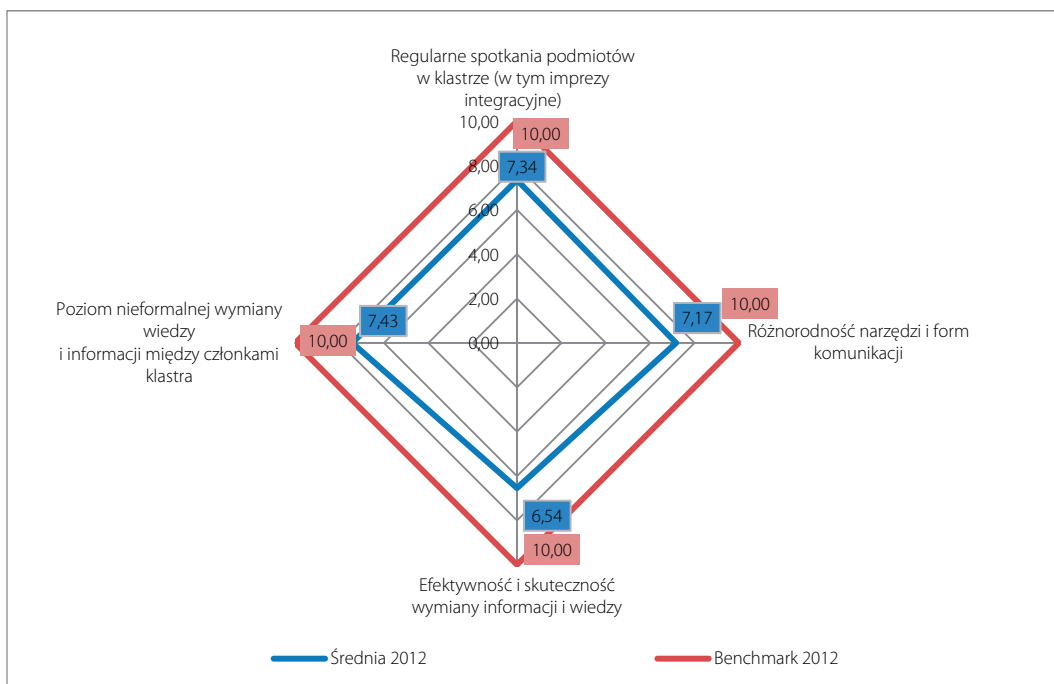 Regularne spotkania podmiotów
w klastrze (w tym imprezy
integracyjne)
10,00
10,00
8,00
7,34
6,00
4,00
2,00
0,00
Poziom nieformalnej wymiany
wiedzy
i informacji między członkami
klastra
10,00
7,43
7,17
10,00
Różnorodność narzędzi i form
komunikacji
6,54
10,00
Efektywność i skuteczność
wymiany informacji i wiedzy
Średnia 2012
Benchmark 2012